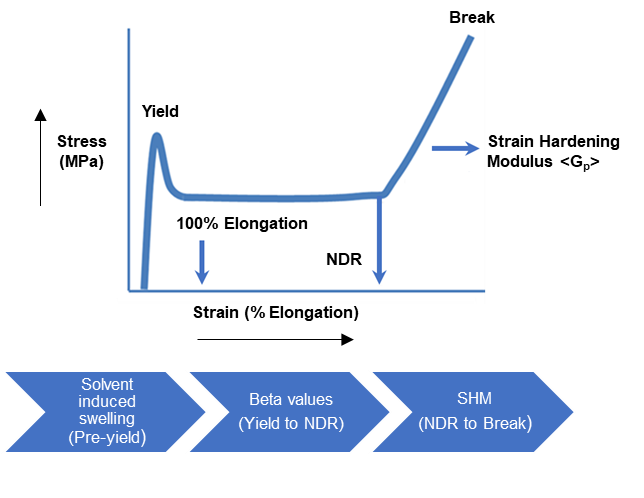 Break
Yield
Stress
(MPa)
Strain Hardening
Modulus <Gp>
100% Elongation
NDR
Strain (% Elongation)
Solvent
induced
swelling
(Pre-yield)
Beta values
(Yield to NDR)
SHM
(NDR to Break)